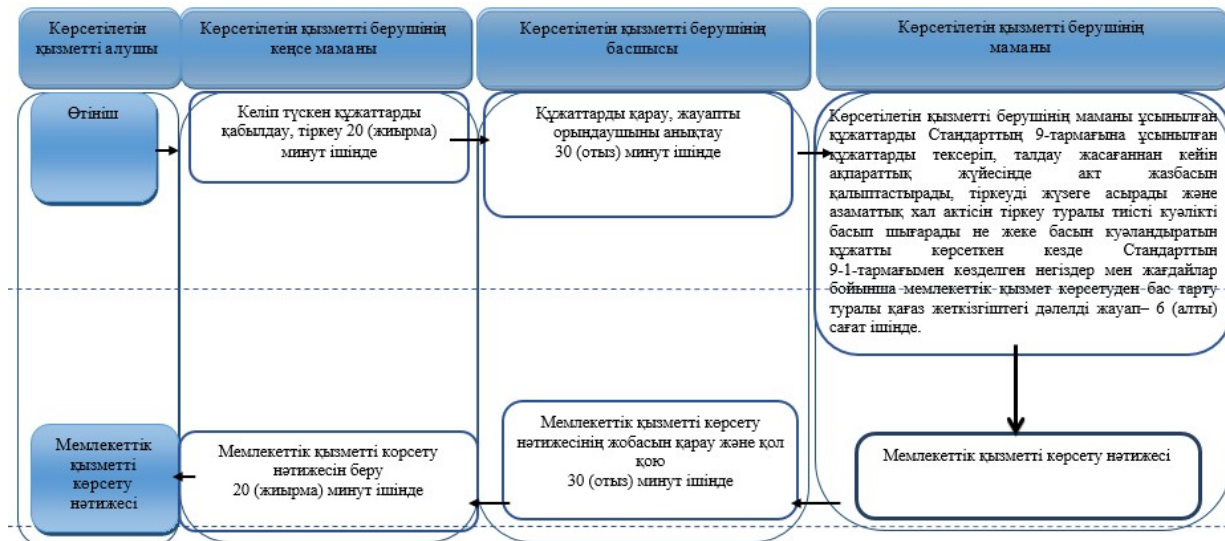 Көрсетілетін
қызметті алушы
Көрсетілетін қызметті берушінің
кеңсе маманы
Көрсетілетін қызметті берушінің
басшысы
Көрсетілетін қызметті берушінің
маманы
Өтініш
Келіп түскен құжаттарды
қабылдау, тіркеу 20 (жиырма)
минут ішінде
Құжаттарды қарау, жауапты
орындаушыны анықтау
30 (отыз) минут ішінде
Көрсетілетін қызметті берушінің маманы ұсынылған
құжаттарды Стандарттың 9-тармағына ұсынылған
құжаттарды тексеріп, талдау жасағаннан кейін
ақпараттық жүйесінде акт жазбасын
қалыптастырады, тіркеуді жүзеге асырады және
азаматтық хал актісін тіркеу туралы тиісті куәлікті
басып шығарады не жеке басын куәландыратын
құжатты көрсеткен кезде Стандарттын
9-1-тармағымен көзделген негіздер мен жағдайлар
бойынша мемлекеттік қызмет көрсетуден бас тарту
туралы қағаз жеткізгіштегі дәлелді жауап– 6 (алты)
сағат ішінде.
Мемлекеттік
қызметті
көрсету
нәтижесі
Мемлекеттік қызметті корсету
нәтижесін беру
20 (жиырма) минут ішінде
Мемлекеттік қызметті көрсету
нәтижесінің жобасын қарау және қол
қою
30 (отыз) минут ішінде
Мемлекеттік қызметті көрсету нәтижесі